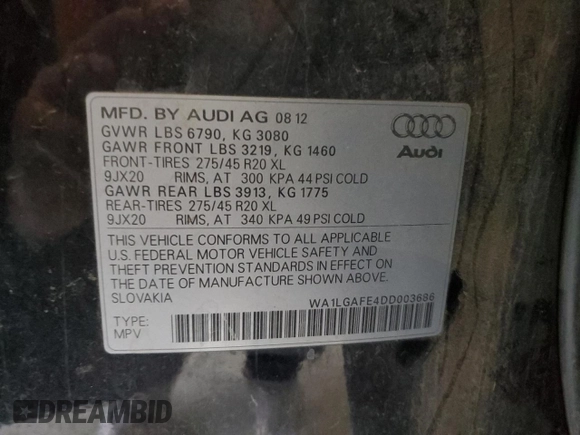 MFD. BY AUDI AG 08 12
GVWR LBS 6790, KG 3080
GAWR FRONT LBS 3219, KG 1460
FRONT-TIRES 275/45 R20 XL
9JX20 RIMS, AT 300 KPA 44 PSI COLD
GAWR REAR LBS 3913, KG 1775
REAR-TIRES 275/45 R20 XL
9JX20 RIMS, AT 340 KPA 49 PSI COLD
Audi
THIS VEHICLE CONFORMS TO ALL APPLICABLE
U.S. FEDERAL MOTOR VEHICLE SAFETY AND
THEFT PREVENTION STANDARDS IN EFFECT ON
THE DATE OF MANUFACTURE SHOWN ABOVE.
SLOVAKIA
WA1LGAFE4DD003686
TYPE:
MPV
DREAMBID